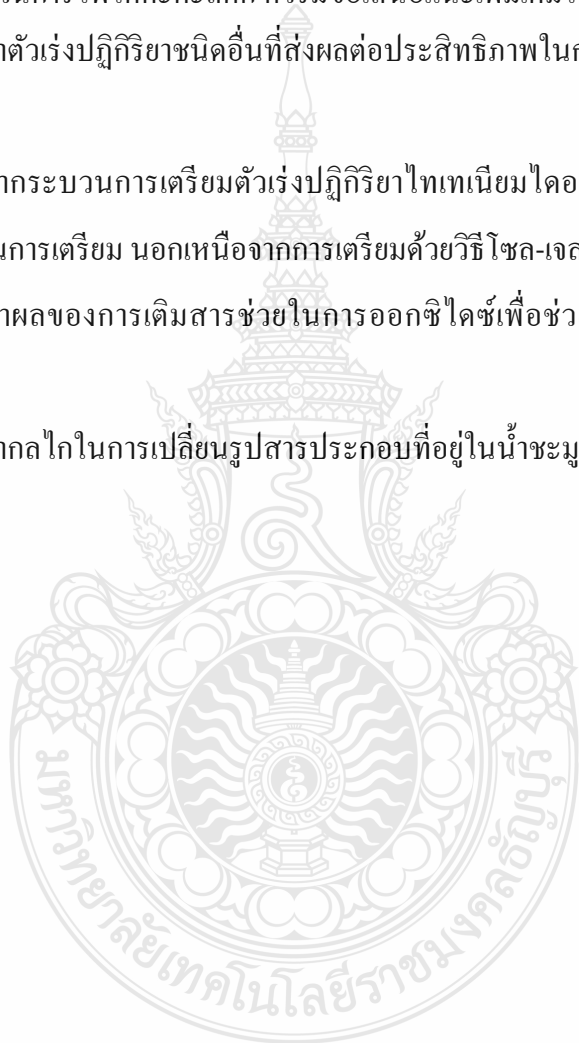 าตัวเร่งปฏิกิริยาชนิดอื่นที่ส่งผลต่อประสิทธิภาพในก
ากระบวนการเตรียมตัวเร่งปฏิกิริยาไทเทเนียมไดอ
นการเตรียม นอกเหนือจากการเตรียมด้วยวิธีโซล-เจล
าผลของการเติมสารช่วยในการออกซิไดซ์เพื่อช่ว
ากลไกในการเปลี่ยนรูปสารประกอบที่อยู่ในน้ำชะมู
มหาวิทยาลัยเทคโนโลยีราชมงคลธัญบุรี